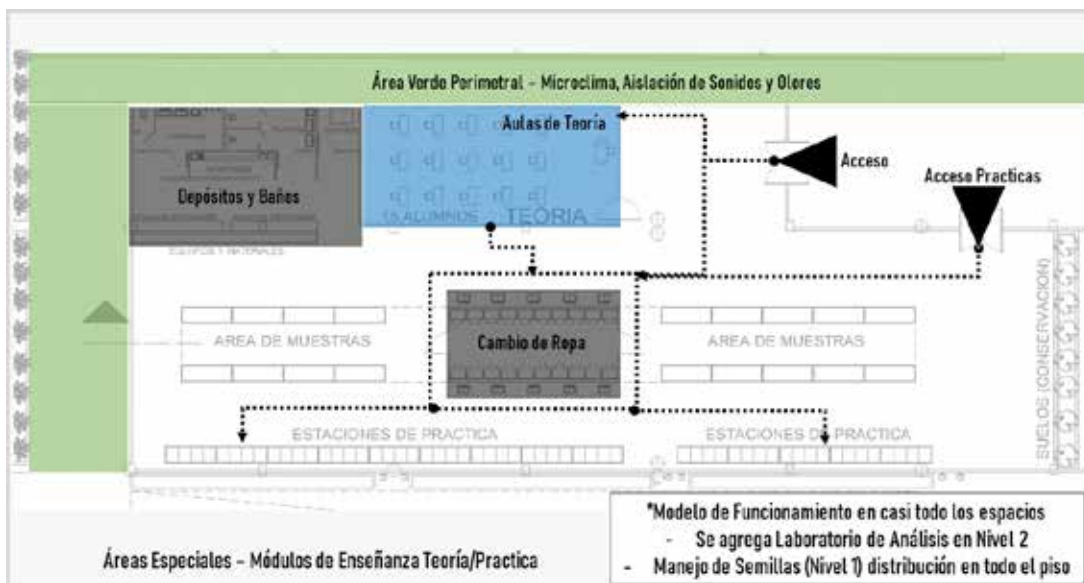 Área Verde Perimetral - Microclima, Aislación de Sonidos y Olores
Aulas de Teoría
Acceso
Acceso Practicas
Depósitos y Baños
15 ALUMNOS
TEORIA
EQUIPOS Y MATERIALES
AREA DE MUESTRAS
Cambio de Ropa
AREA DE MUESTRAS
SUELOS (CONSERVACION)
ESTACIONES DE PRACTICA
ESTACIONES DE PRACTICA
*Modelo de Funcionamiento en casi todo los espacios
- Se agrega Laboratorio de Análisis en Nivel 2
- Manejo de Semillas (Nivel 1) distribución en todo el piso
Áreas Especiales - Módulos de Enseñanza Teoría/Practica